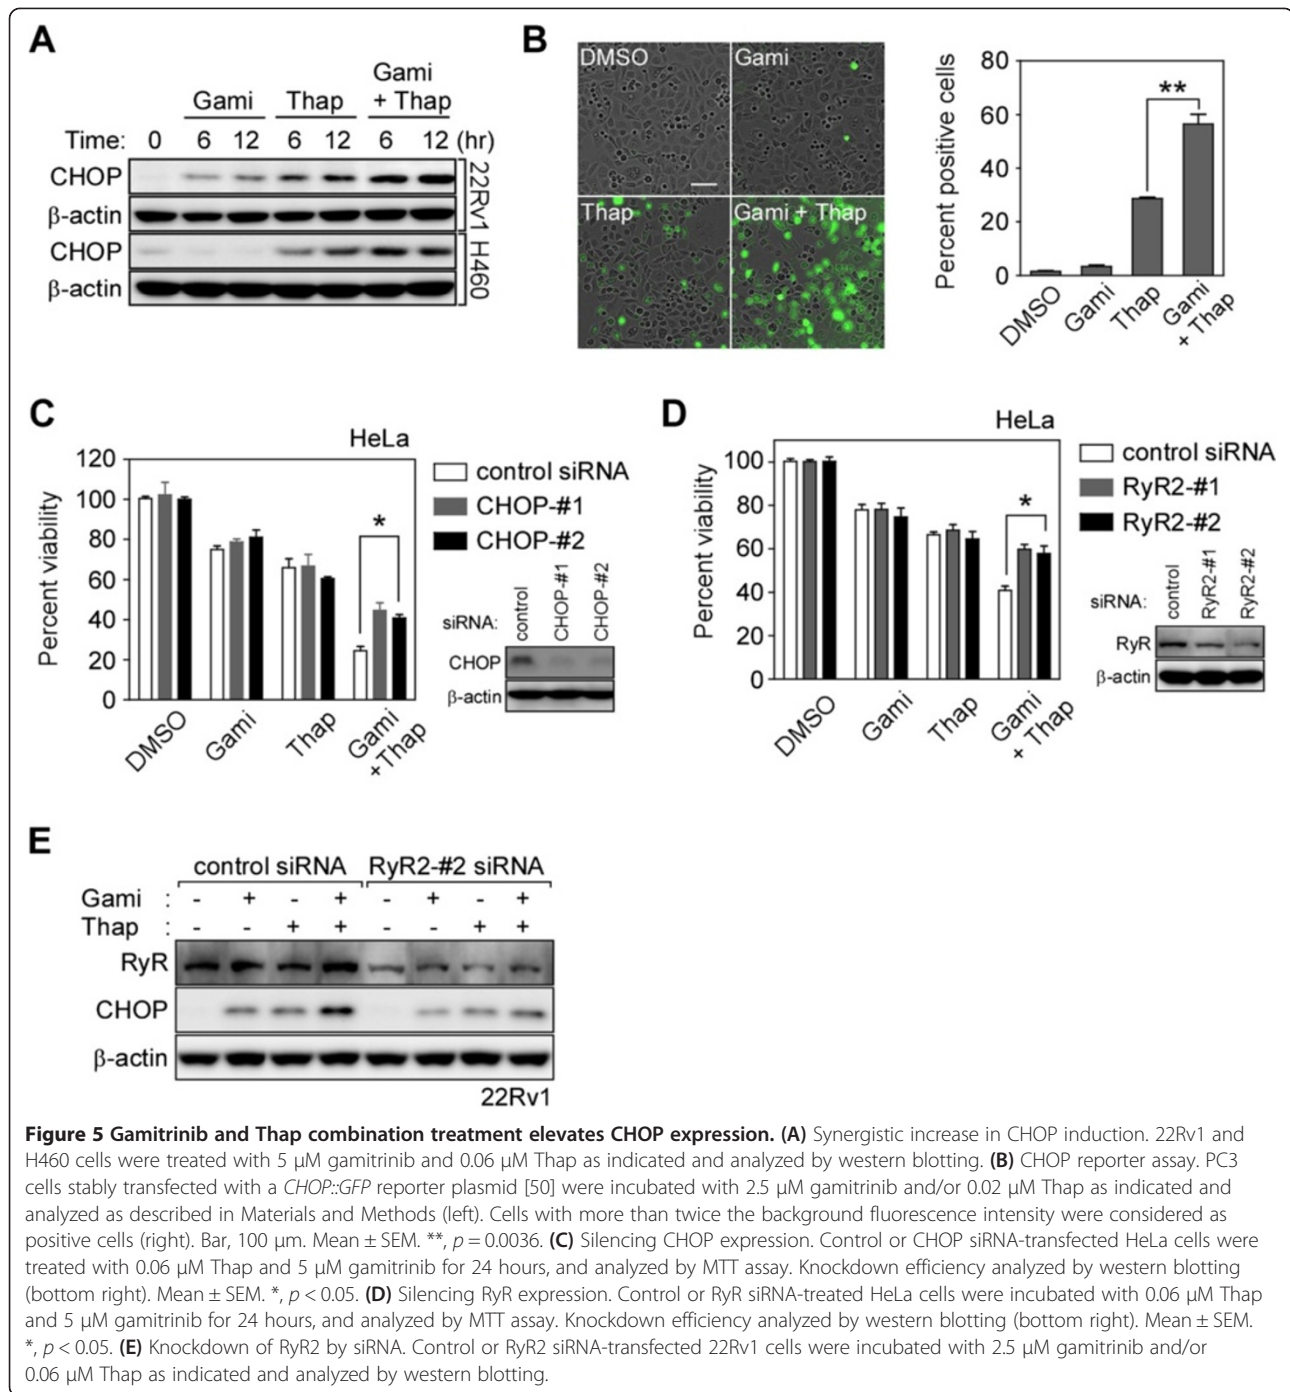 A
Gami Thap Gami + Thap
Time: 0 6 12 6 12 6 12 (hr)
CHOP
β-actin
22Rv1
CHOP
β-actin
H460
B
DMSO Gami
Thap Gami + Thap
Percent positive cells
80
60
40
20
0
**
DMSO Gami Thap Gami + Thap
C
HeLa
Percent viability
120
100
80
60
40
20
0
*
DMSO Gami Thap Gami +Thap
control siRNA
CHOP-#1
CHOP-#2
siRNA: control CHOP-#1 CHOP-#2
CHOP
β-actin
D
HeLa
Percent viability
100
80
60
40
20
0
*
DMSO Gami Thap Gami + Thap
control siRNA
RyR2-#1
RyR2-#2
siRNA: control RyR2-#1 RyR2-#2
RyR
β-actin
E
control siRNA RyR2-#2 siRNA
Gami : - + - + - + - +
Thap : - - + + - - + +
RyR
CHOP
β-actin
22Rv1
Figure 5 Gamitrinib and Thap combination treatment elevates CHOP expression. (A) Synergistic increase in CHOP induction. 22Rv1 and
H460 cells were treated with 5 μM gamitrinib and 0.06 μM Thap as indicated and analyzed by western blotting. (B) CHOP reporter assay. PC3
cells stably transfected with a CHOP::GFP reporter plasmid [50] were incubated with 2.5 μM gamitrinib and/or 0.02 μM Thap as indicated and
analyzed as described in Materials and Methods (left). Cells with more than twice the background fluorescence intensity were considered as
positive cells (right). Bar, 100 μm. Mean ± SEM. **, p = 0.0036. (C) Silencing CHOP expression. Control or CHOP siRNA-transfected HeLa cells were
treated with 0.06 μM Thap and 5 μM gamitrinib for 24 hours, and analyzed by MTT assay. Knockdown efficiency analyzed by western blotting
(bottom right). Mean ± SEM. *, p < 0.05. (D) Silencing RyR expression. Control or RyR siRNA-treated HeLa cells were incubated with 0.06 μM Thap
and 5 μM gamitrinib for 24 hours, and analyzed by MTT assay. Knockdown efficiency analyzed by western blotting (bottom right). Mean ± SEM.
*, p < 0.05. (E) Knockdown of RyR2 by siRNA. Control or RyR2 siRNA-transfected 22Rv1 cells were incubated with 2.5 μM gamitrinib and/or
0.06 μM Thap as indicated and analyzed by western blotting.